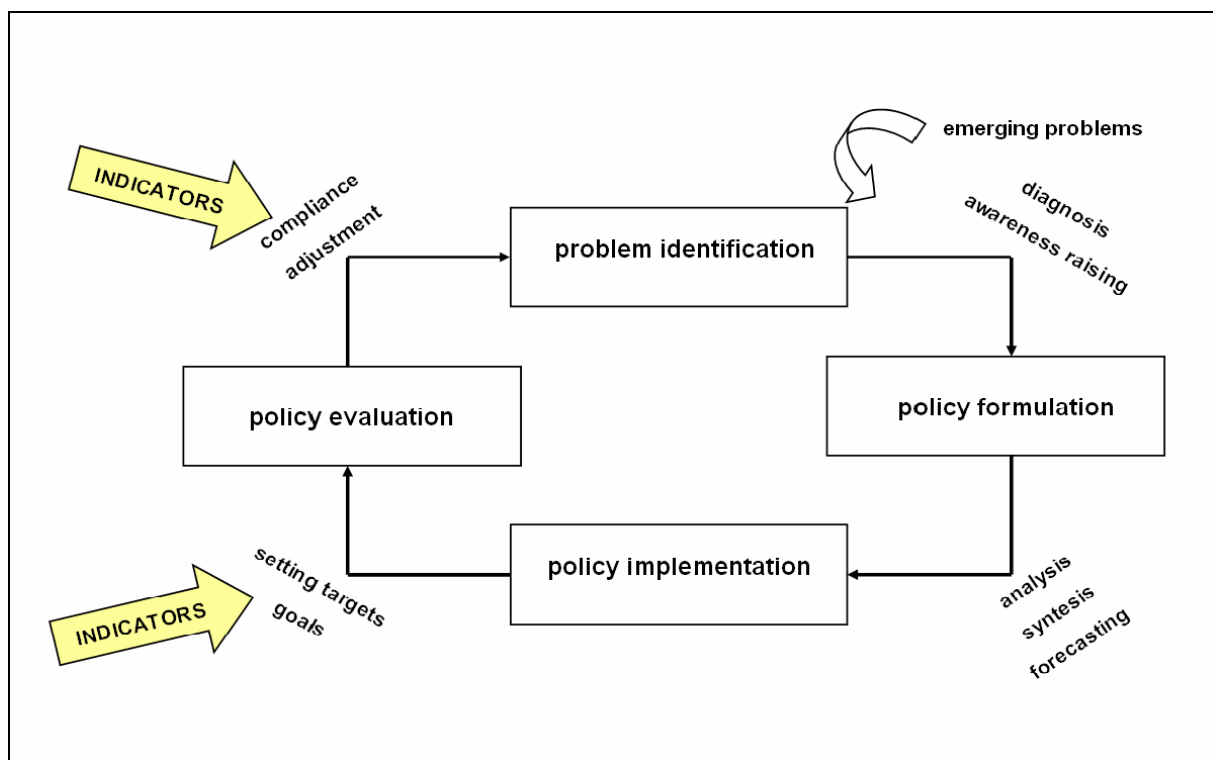 emerging problems
INDICATORS
compliance
adjustment
diagnosis
awareness raising
problem identification
policy evaluation
policy formulation
policy implementation
INDICATORS
setting targets
goals
analysis
syntesis
forecasting